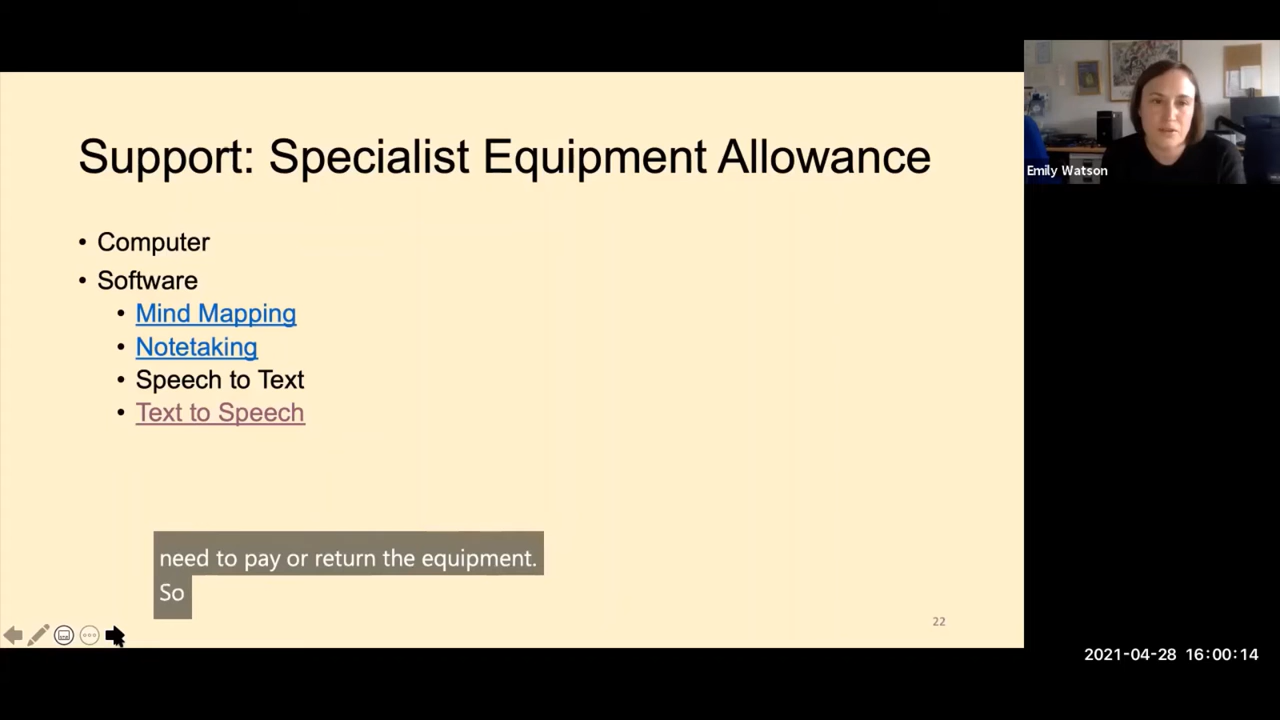 Support: Specialist Equipment Allowance
• Computer
• Software
• Mind Mapping
• Notetaking
• Speech to Text
• Text to Speech
need to pay or return the equipment.
So
22
Emily Watson
2021-04-28 16:00:14